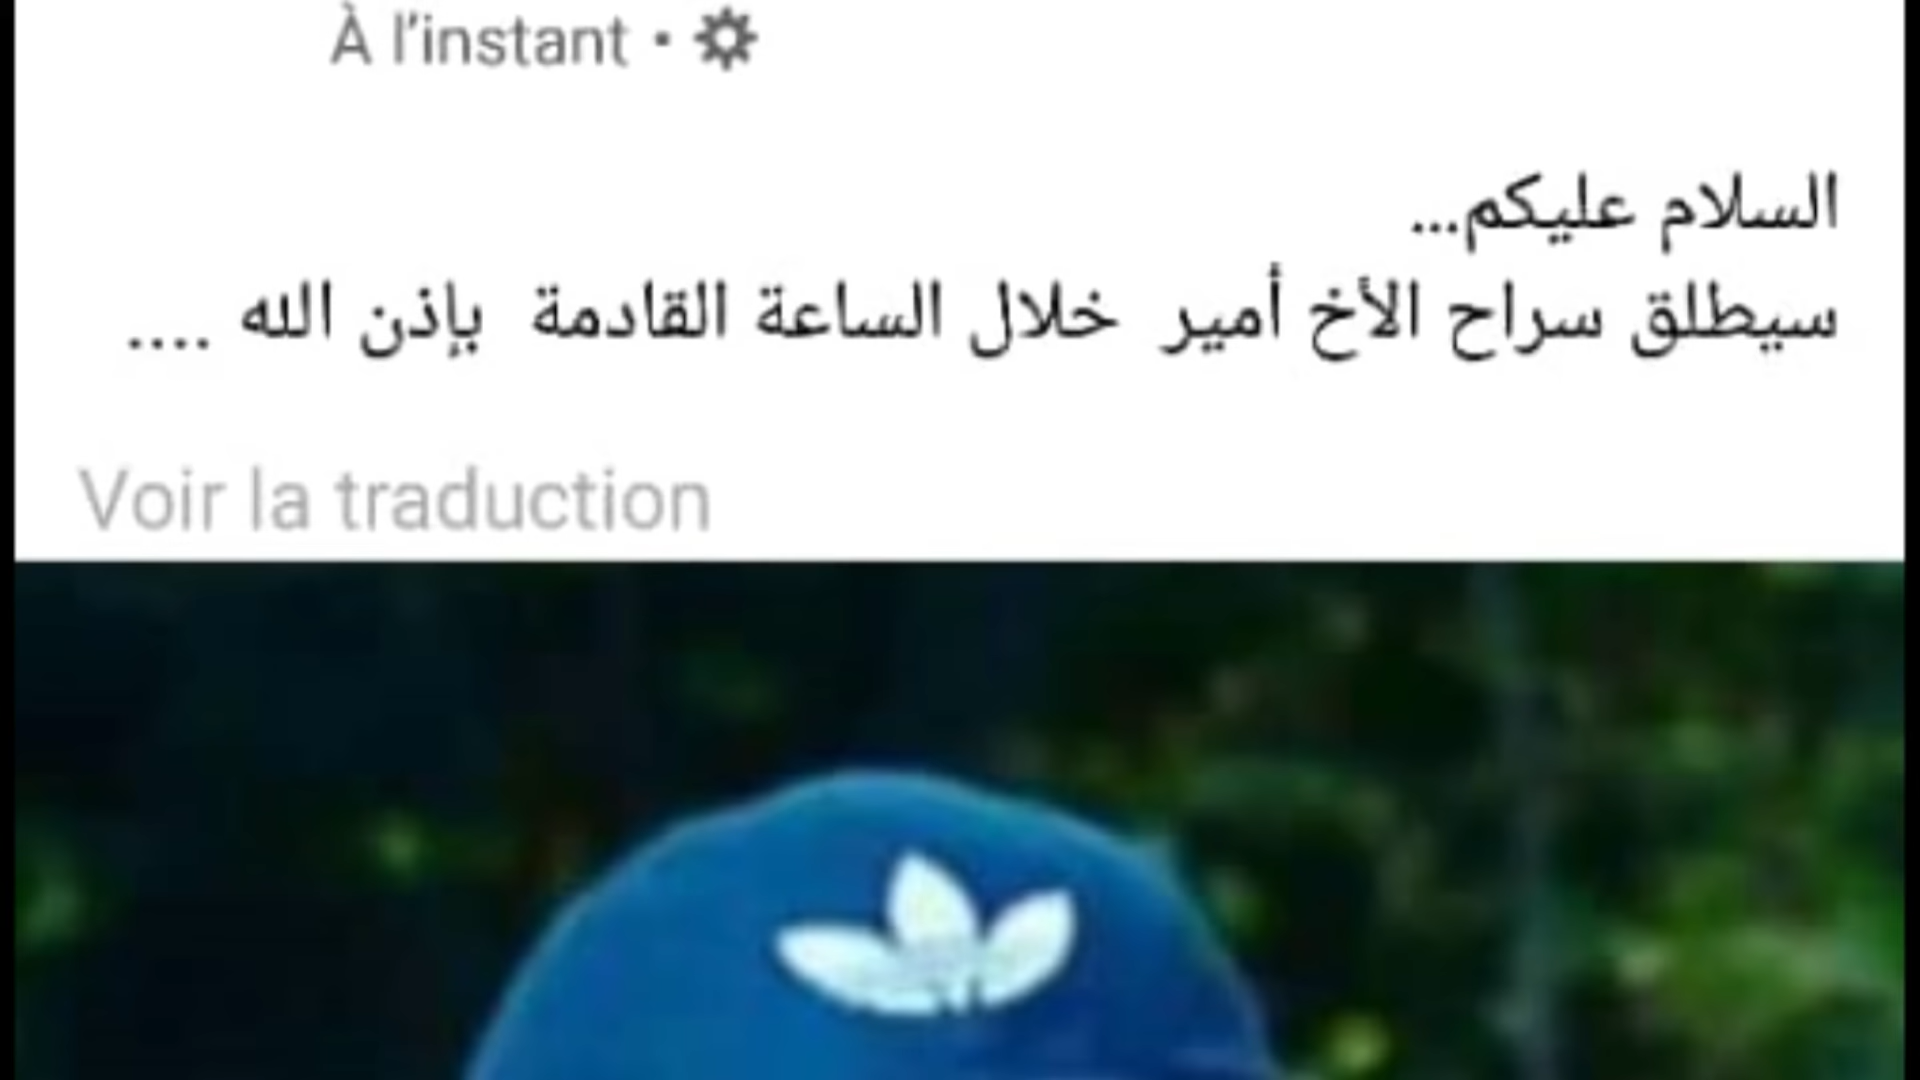 À l'instant •
السلام عليكم...
سيطلق سراح الأخ أمير خلال الساعة القادمة بإذن الله ....
Voir la traduction